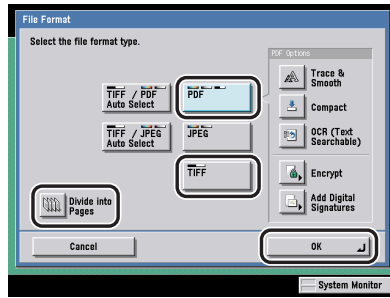 File Format
Select the file format type.
PDF Options
TIFF / PDF
Auto Select
PDF
Trace &
Smooth
Compact
TIFF / JPEG
Auto Select
JPEG
OCR (Text
Searchable)
TIFF
Encrypt
Divide into
Pages
Add Digital
Signatures
Cancel
OK
System Monitor